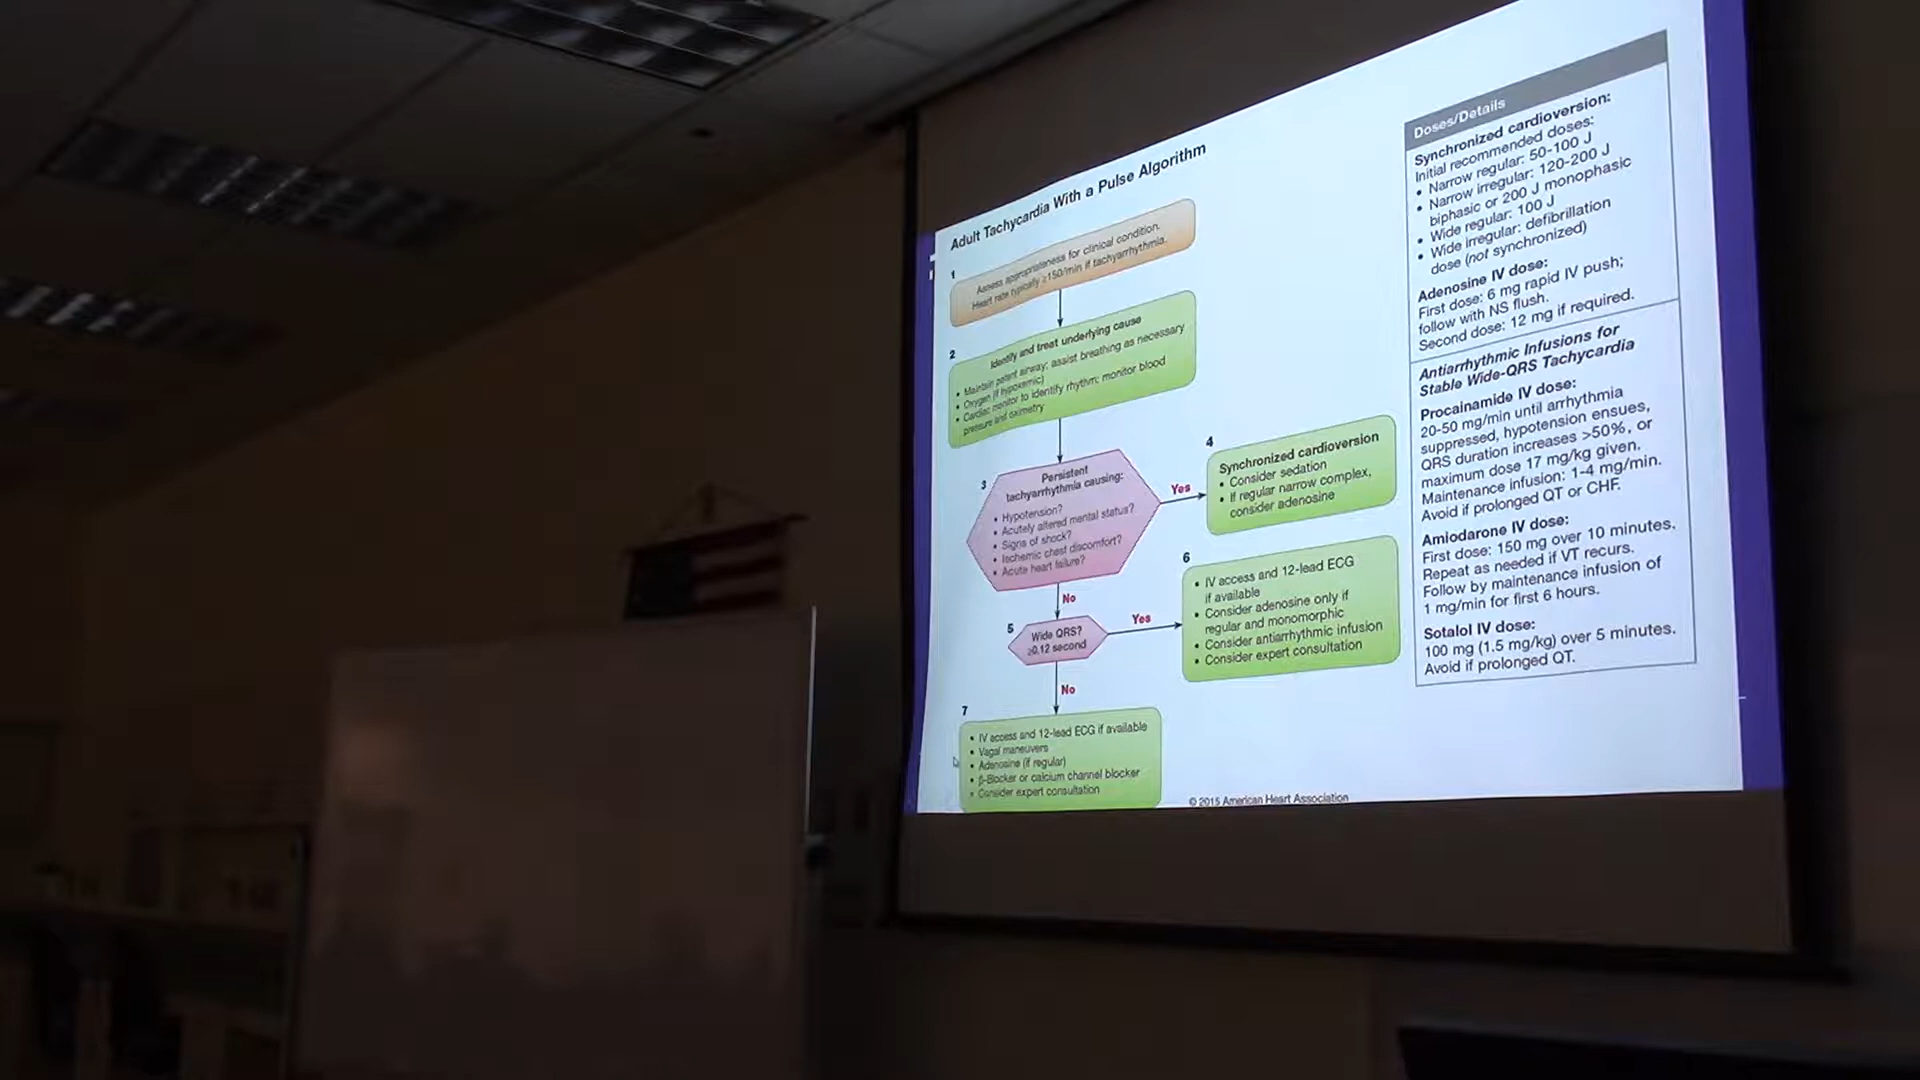 Adult Tachycardia With a Pulse Algorithm
1
Assess appropriateness for clinical condition.
Heart rate typically ≥150/min if tachyarrhythmia.
2
Identify and treat underlying cause
• Maintain patent airway; assist breathing as necessary
• Oxygen (if hypoxemic)
• Cardiac monitor to identify rhythm; monitor blood
pressure and oximetry
3
Persistent
tachyarrhythmia causing:
• Hypotension?
• Acutely altered mental status?
• Signs of shock?
• Ischemic chest discomfort?
• Acute heart failure?
Yes
4
Synchronized cardioversion
• Consider sedation
• If regular narrow complex,
consider adenosine
No
5
Wide QRS?
≥0.12 second
Yes
6
• IV access and 12-lead ECG
if available
• Consider adenosine only if
regular and monomorphic
• Consider antiarrhythmic infusion
• Consider expert consultation
No
7
• IV access and 12-lead ECG if available
• Vagal maneuvers
• Adenosine (if regular)
• β-Blocker or calcium channel blocker
• Consider expert consultation
© 2015 American Heart Association
Doses/Details
Synchronized cardioversion:
Initial recommended doses:
• Narrow regular: 50-100 J
• Narrow irregular: 120-200 J
biphasic or 200 J monophasic
• Wide regular: 100 J
• Wide irregular: defibrillation
dose (not synchronized)
Adenosine IV dose:
First dose: 6 mg rapid IV push;
follow with NS flush.
Second dose: 12 mg if required.
Antiarrhythmic Infusions for
Stable Wide-QRS Tachycardia
Procainamide IV dose:
20-50 mg/min until arrhythmia
suppressed, hypotension ensues,
QRS duration increases >50%, or
maximum dose 17 mg/kg given.
Maintenance infusion: 1-4 mg/min.
Avoid if prolonged QT or CHF.
Amiodarone IV dose:
First dose: 150 mg over 10 minutes.
Repeat as needed if VT recurs.
Follow by maintenance infusion of
1 mg/min for first 6 hours.
Sotalol IV dose:
100 mg (1.5 mg/kg) over 5 minutes.
Avoid if prolonged QT.